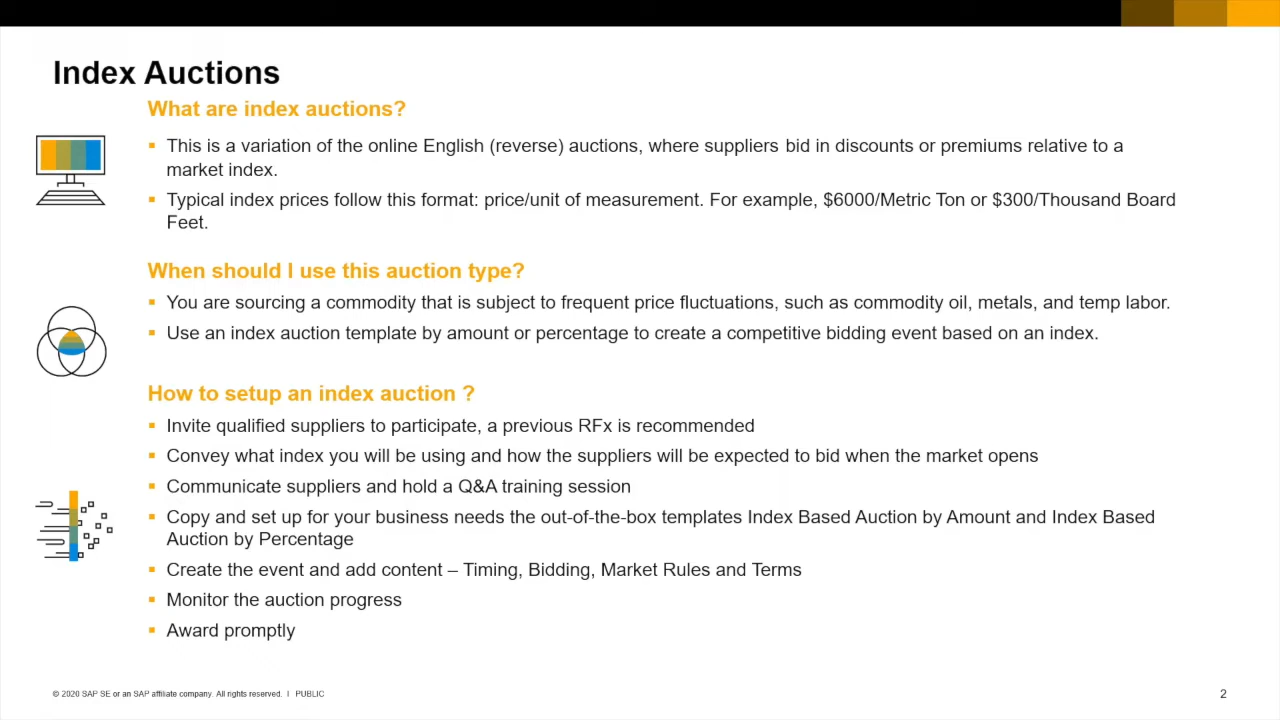 Index Auctions
What are index auctions?
▪ This is a variation of the online English (reverse) auctions, where suppliers bid in discounts or premiums relative to a
market index.
▪ Typical index prices follow this format: price/unit of measurement. For example, $6000/Metric Ton or $300/Thousand Board
Feet.
When should I use this auction type?
▪ You are sourcing a commodity that is subject to frequent price fluctuations, such as commodity oil, metals, and temp labor.
▪ Use an index auction template by amount or percentage to create a competitive bidding event based on an index.
How to setup an index auction ?
▪ Invite qualified suppliers to participate, a previous RFx is recommended
▪ Convey what index you will be using and how the suppliers will be expected to bid when the market opens
▪ Communicate suppliers and hold a Q&A training session
▪ Copy and set up for your business needs the out-of-the-box templates Index Based Auction by Amount and Index Based
Auction by Percentage
▪ Create the event and add content – Timing, Bidding, Market Rules and Terms
▪ Monitor the auction progress
▪ Award promptly
© 2020 SAP SE or an SAP affiliate company. All rights reserved. I PUBLIC
2